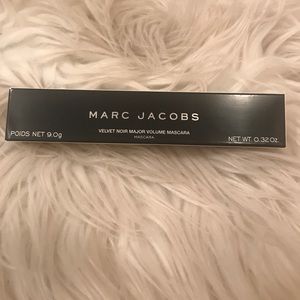 MARC JACOBS
VELVET NOIR MAJOR VOLUME MASCARA
MASCARA
POIDS NET 9.0g
NET WT. 0.32 Oz.